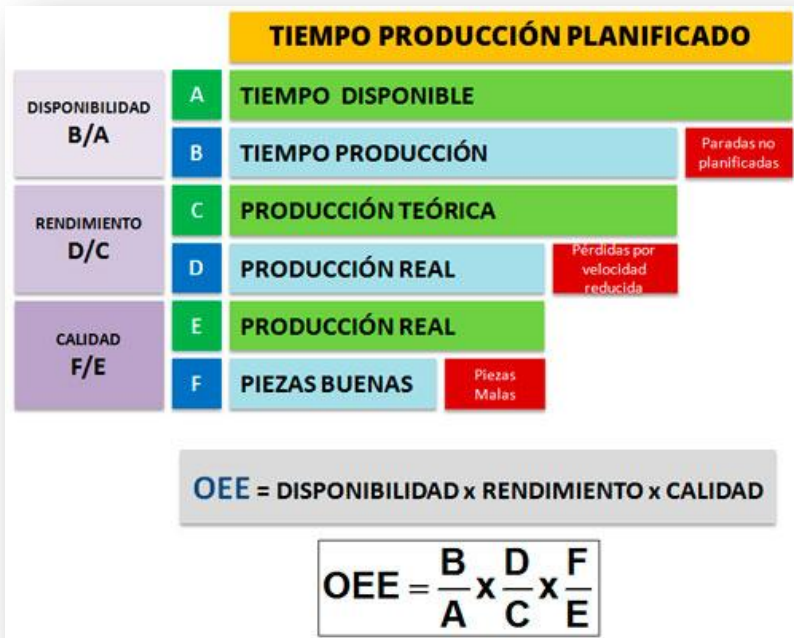 TIEMPO PRODUCCIÓN PLANIFICADO
DISPONIBILIDAD
B/A
A
TIEMPO DISPONIBLE
B
TIEMPO PRODUCCIÓN
Paradas no
planificadas
RENDIMIENTO
D/C
C
PRODUCCIÓN TEÓRICA
D
PRODUCCIÓN REAL
Pérdidas por
velocidad
reducida
CALIDAD
F/E
E
PRODUCCIÓN REAL
F
PIEZAS BUENAS
Piezas
Malas
OEE = DISPONIBILIDAD x RENDIMIENTO x CALIDAD
OEE = B/A x D/C x F/E